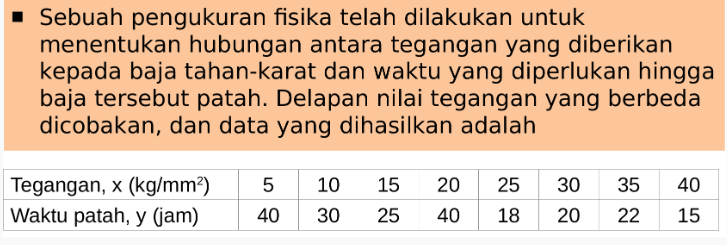 ▪ Sebuah pengukuran fisika telah dilakukan untuk
menentukan hubungan antara tegangan yang diberikan
kepada baja tahan-karat dan waktu yang diperlukan hingga
baja tersebut patah. Delapan nilai tegangan yang berbeda
dicobakan, dan data yang dihasilkan adalah
Tegangan, x (kg/mm²) 5 10 15 20 25 30 35 40
Waktu patah, y (jam) 40 30 25 40 18 20 22 15